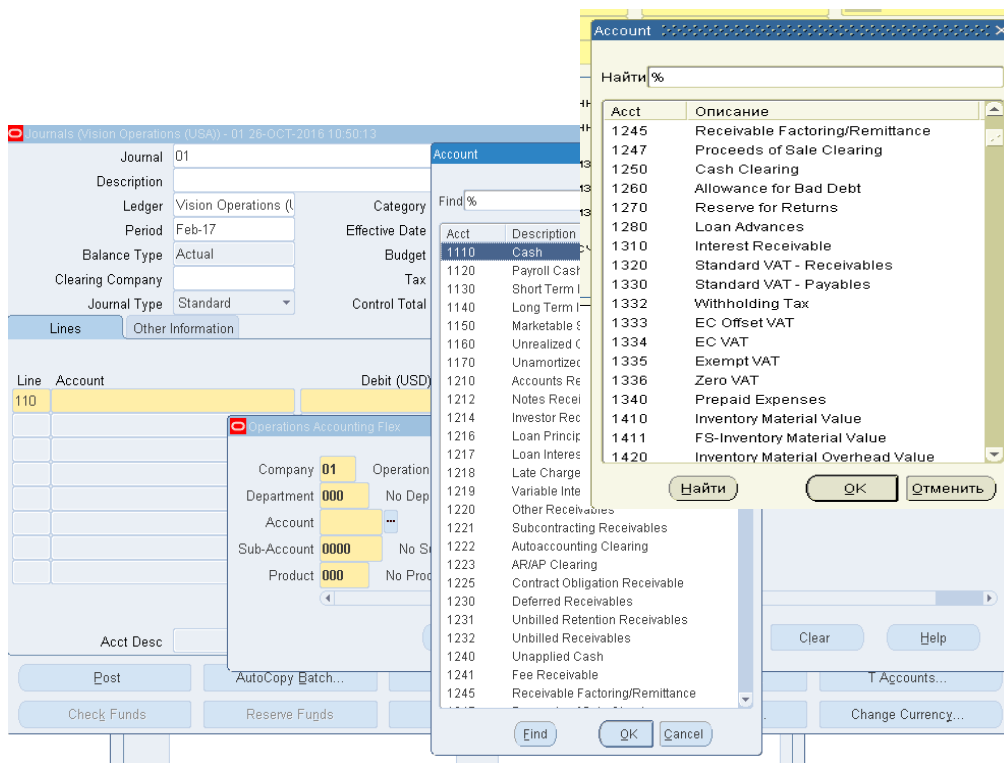 Journals (Vision Operations (USA)) - 01 26-OCT-2016 10:50:13
Journal 01
Description
Ledger Vision Operations (U
Category
Period Feb-17
Effective Date
Balance Type Actual
Budget
Clearing Company
Tax
Journal Type Standard
Control Total
Lines
Other Information
Line Account Debit (USD)
110
Operations Accounting Flex
Company 01 Operation
Department 000 No Dep
Account ...
Sub-Account 0000 No S
Product 000 No Proc
Acct Desc
Clear
Help
Post
AutoCopy Batch...
T Accounts...
Check Funds
Reserve Funds
Change Currency...
Account
Find %
Acct Description
1110 Cash
1120 Payroll Cash
1130 Short Term
1140 Long Term
1150 Marketable S
1160 Unrealized
1170 Unamortized
1210 Accounts Re
1212 Notes Recei
1214 Investor Rec
1216 Loan Princip
1217 Loan Interes
1218 Late Charge
1219 Variable Inte
1220 Other Receivables
1221 Subcontracting Receivables
1222 Autoaccounting Clearing
1223 AR/AP Clearing
1225 Contract Obligation Receivable
1230 Deferred Receivables
1231 Unbilled Retention Receivables
1232 Unbilled Receivables
1240 Unapplied Cash
1241 Fee Receivable
1245 Receivable Factoring/Remittance
Find
OK
Cancel
Account
Найти %
Acct Описание
1245 Receivable Factoring/Remittance
1247 Proceeds of Sale Clearing
1250 Cash Clearing
1260 Allowance for Bad Debt
1270 Reserve for Returns
1280 Loan Advances
1310 Interest Receivable
1320 Standard VAT - Receivables
1330 Standard VAT - Payables
1332 Withholding Tax
1333 EC Offset VAT
1334 EC VAT
1335 Exempt VAT
1336 Zero VAT
1340 Prepaid Expenses
1410 Inventory Material Value
1411 FS-Inventory Material Value
1420 Inventory Material Overhead Value
Найти
OK
Отменить